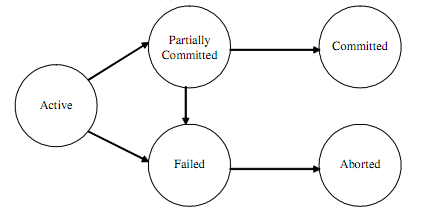 Partially
Committed
Committed
Active
Failed
Aborted